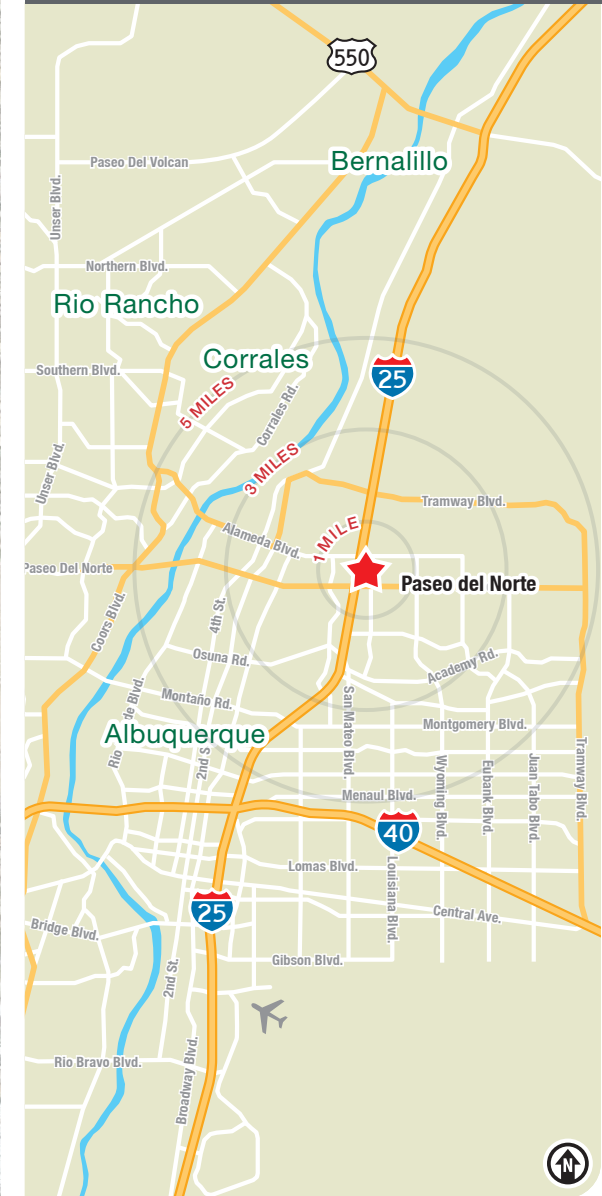 550
Bernalillo
Paseo Del Volcan
Unser Blvd.
Northern Blvd.
Rio Rancho
Corrales
Southern Blvd.
25
5 MILES
Corrales Rd.
3 MILES
Unser Blvd.
Tramway Blvd.
Alameda Blvd.
1 MILE
Paseo Del Norte
Paseo del Norte
Coors Blvd.
4th St.
Osuna Rd.
Academy Rd.
Montaño Rd.
Rio de Blvd.
San Mateo Blvd.
Montgomery Blvd.
Albuquerque
2nd S
Tramway Blvd.
Wyoming Blvd.
Eubank Blvd.
Juan Tabo Blvd.
Menaul Blvd.
40
Lomas Blvd.
Louisiana Blvd.
25
Central Ave.
Bridge Blvd.
Gibson Blvd.
2nd St.
Rio Bravo Blvd.
Broadway Blvd.
N